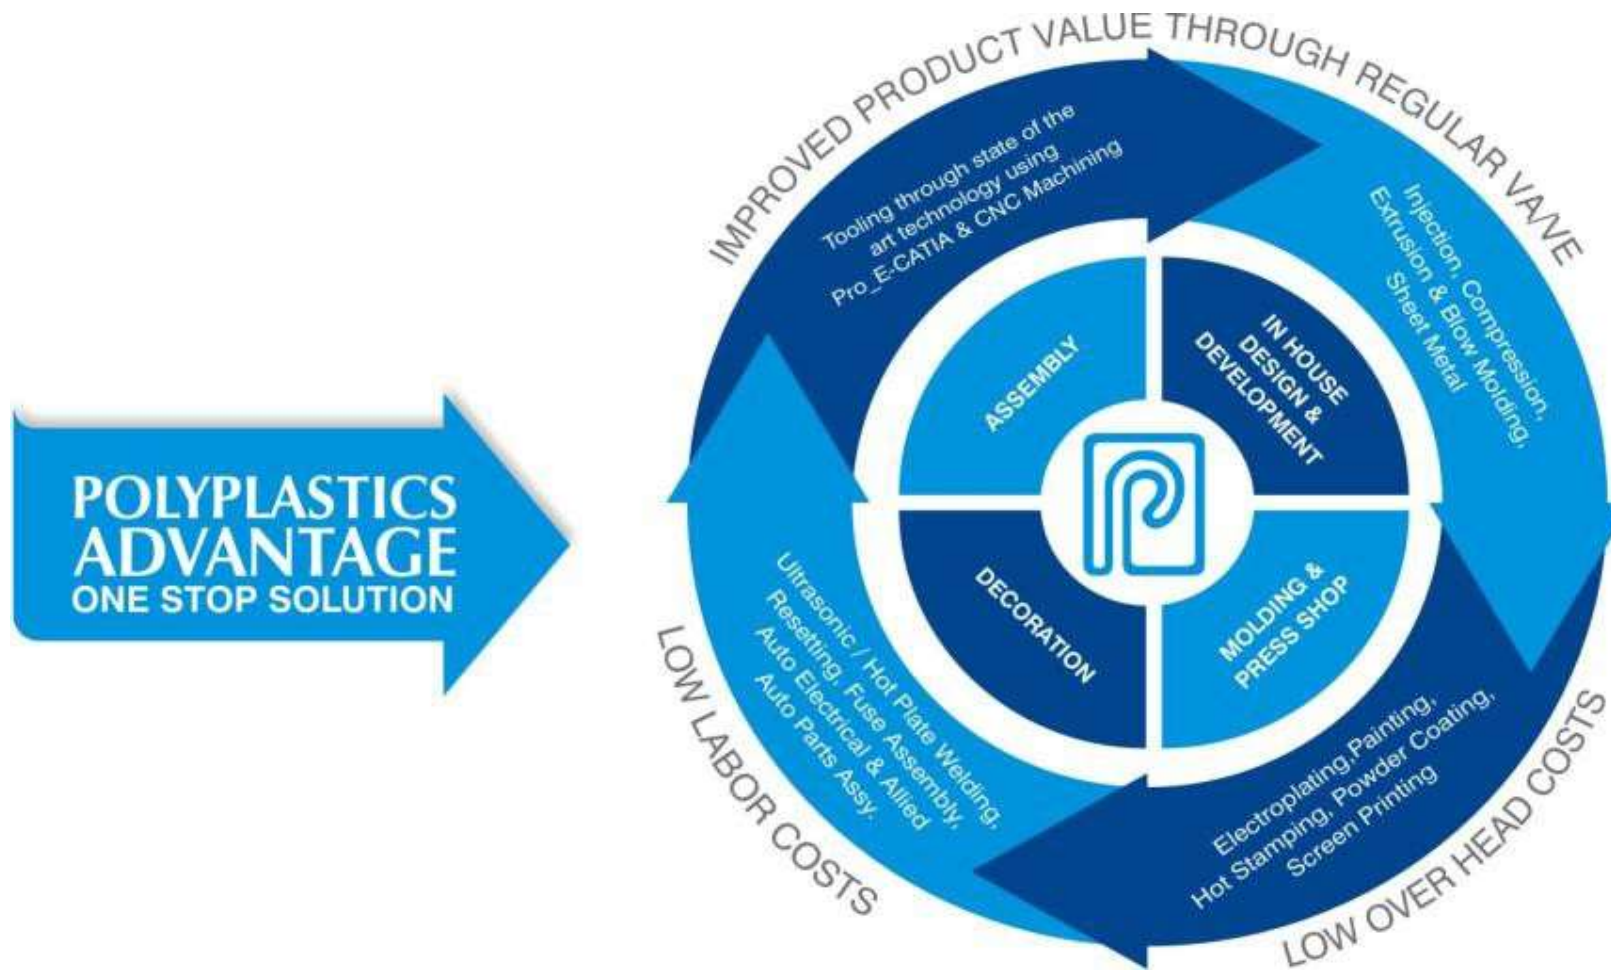 POLYPLASTICS
ADVANTAGE
ONE STOP SOLUTION
IMPROVED PRODUCT VALUE THROUGH REGULAR VA/VE
Tooling through state of the
art technology using
Pro_E-CATIA & CNC Machining
Injection, Compression,
Extrusion & Blow Molding,
Sheet Metal
ASSEMBLY
IN HOUSE
DESIGN &
DEVELOPMENT
DECORATION
MOLDING &
PRESS SHOP
Ultrasonic / Hot Plate Welding,
Resetting, Fuse Assembly,
Auto Electrical & Allied
Auto Parts Assy.
Electroplating,Painting,
Hot Stamping, Powder Coating,
Screen Printing
LOW LABOR COSTS
LOW OVER HEAD COSTS